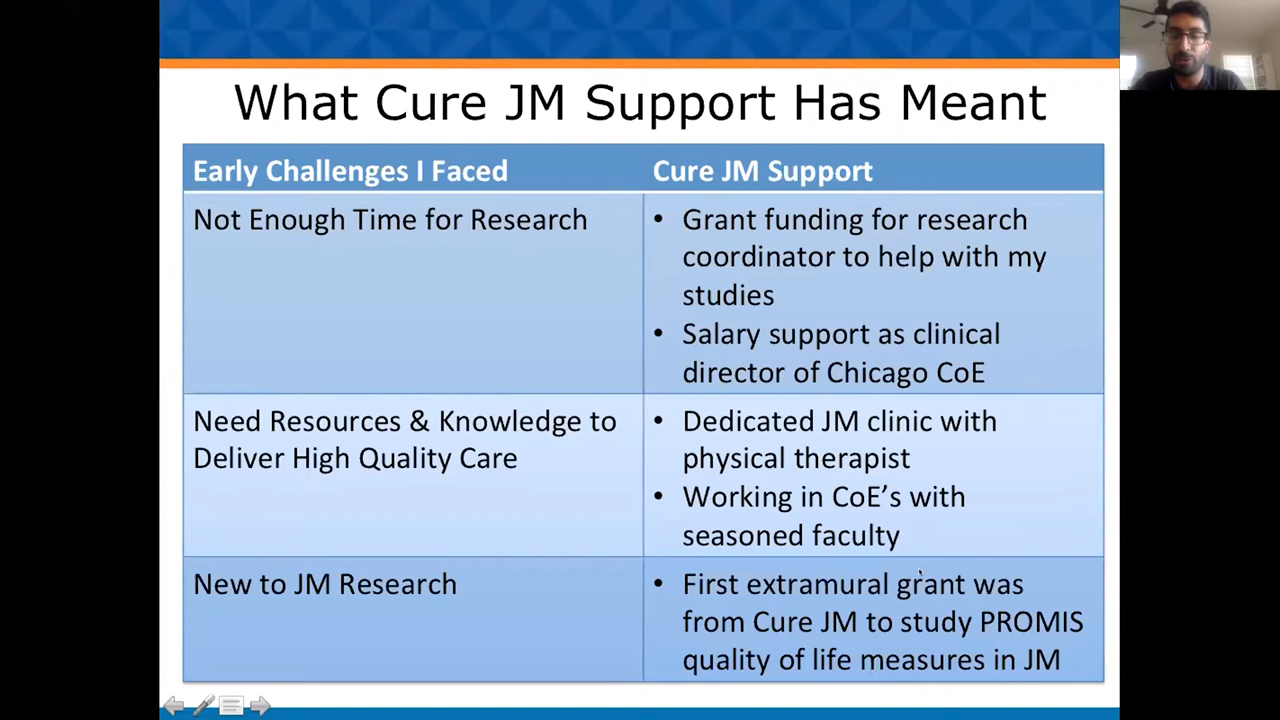 What Cure JM Support Has Meant
Early Challenges I Faced
Cure JM Support
Not Enough Time for Research
• Grant funding for research
coordinator to help with my
studies
• Salary support as clinical
director of Chicago CoE
Need Resources & Knowledge to
Deliver High Quality Care
• Dedicated JM clinic with
physical therapist
• Working in CoE’s with
seasoned faculty
New to JM Research
• First extramural grant was
from Cure JM to study PROMIS
quality of life measures in JM